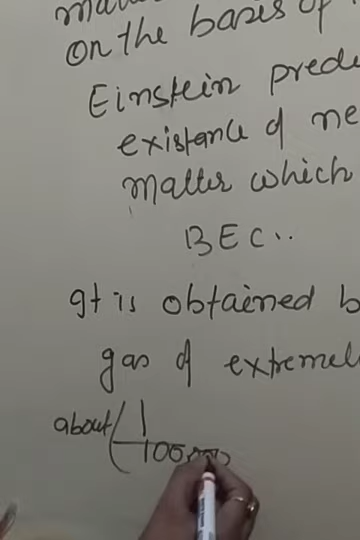 on the basis of
Einstein predi
existance of ne
matter which
BEC..
It is obtained b
gas of extremel
about ( 1
100,000